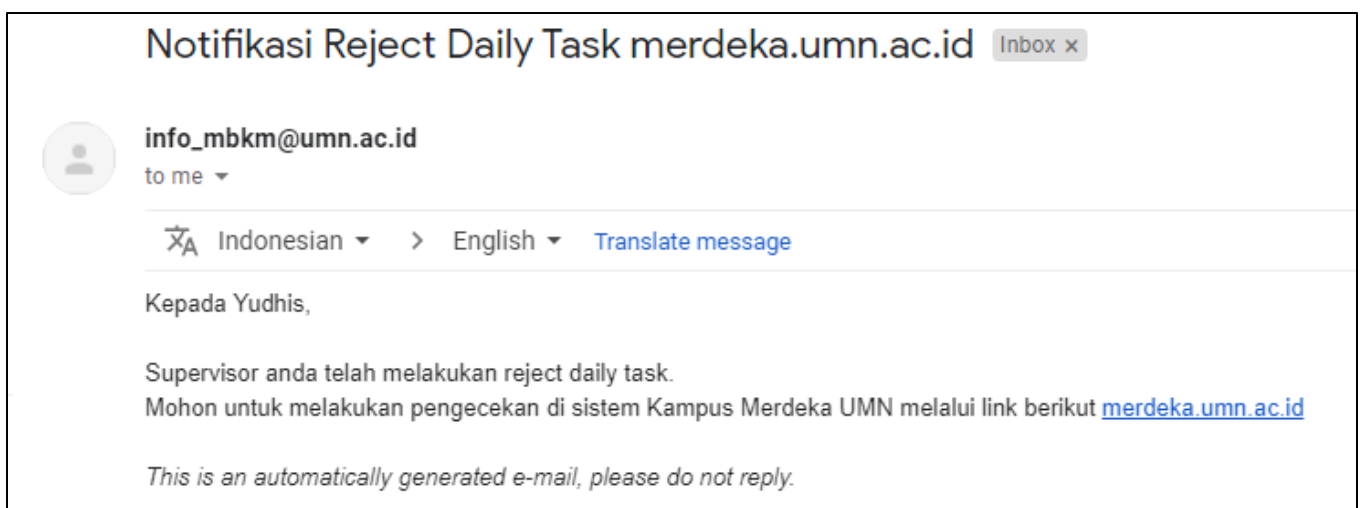 Notifikasi Reject Daily Task merdeka.umn.ac.id Inbox x
info_mbkm@umn.ac.id
to me
Indonesian > English Translate message
Kepada Yudhis,
Supervisor anda telah melakukan reject daily task.
Mohon untuk melakukan pengecekan di sistem Kampus Merdeka UMN melalui link berikut merdeka.umn.ac.id
This is an automatically generated e-mail, please do not reply.